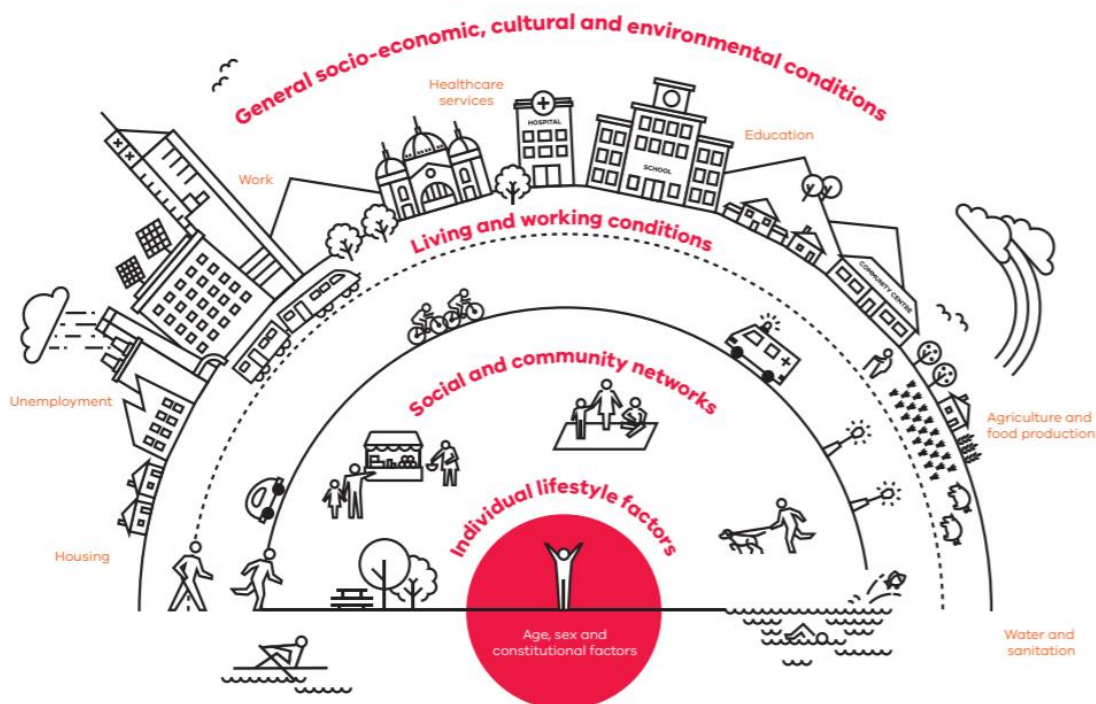 General socio-economic, cultural and environmental conditions
Healthcare
services
HOSPITAL
Education
SCHOOL
Work
Living and working conditions
COMMUNITY CENTRE
Social and community networks
Unemployment
Agriculture and
food production
Individual lifestyle factors
Housing
Age, sex and
constitutional factors
Water and
sanitation